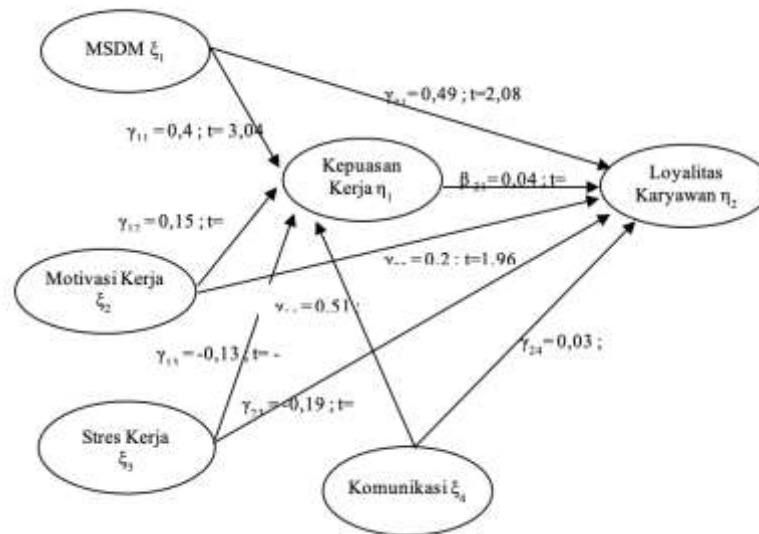 MSDM ξ₁
γ₂₁=0,49 ; t=2,08
γ₁₁=0,4 ; t= 3,04
Kepuasan
Kerja η₁
Loyalitas
Karyawan η₂
β₂₁=0,04 ; t=
γ₁₂=0,15 ; t=
Motivasi Kerja
ξ₂
=0,2 ; t=1,96
=0,51 ;
γ₁₃=-0,13 ; t= -
γ₂₄=0,03 ;
γ₂₃=-0,19 ; t=
Stres Kerja
ξ₃
Komunikasi ξ₄